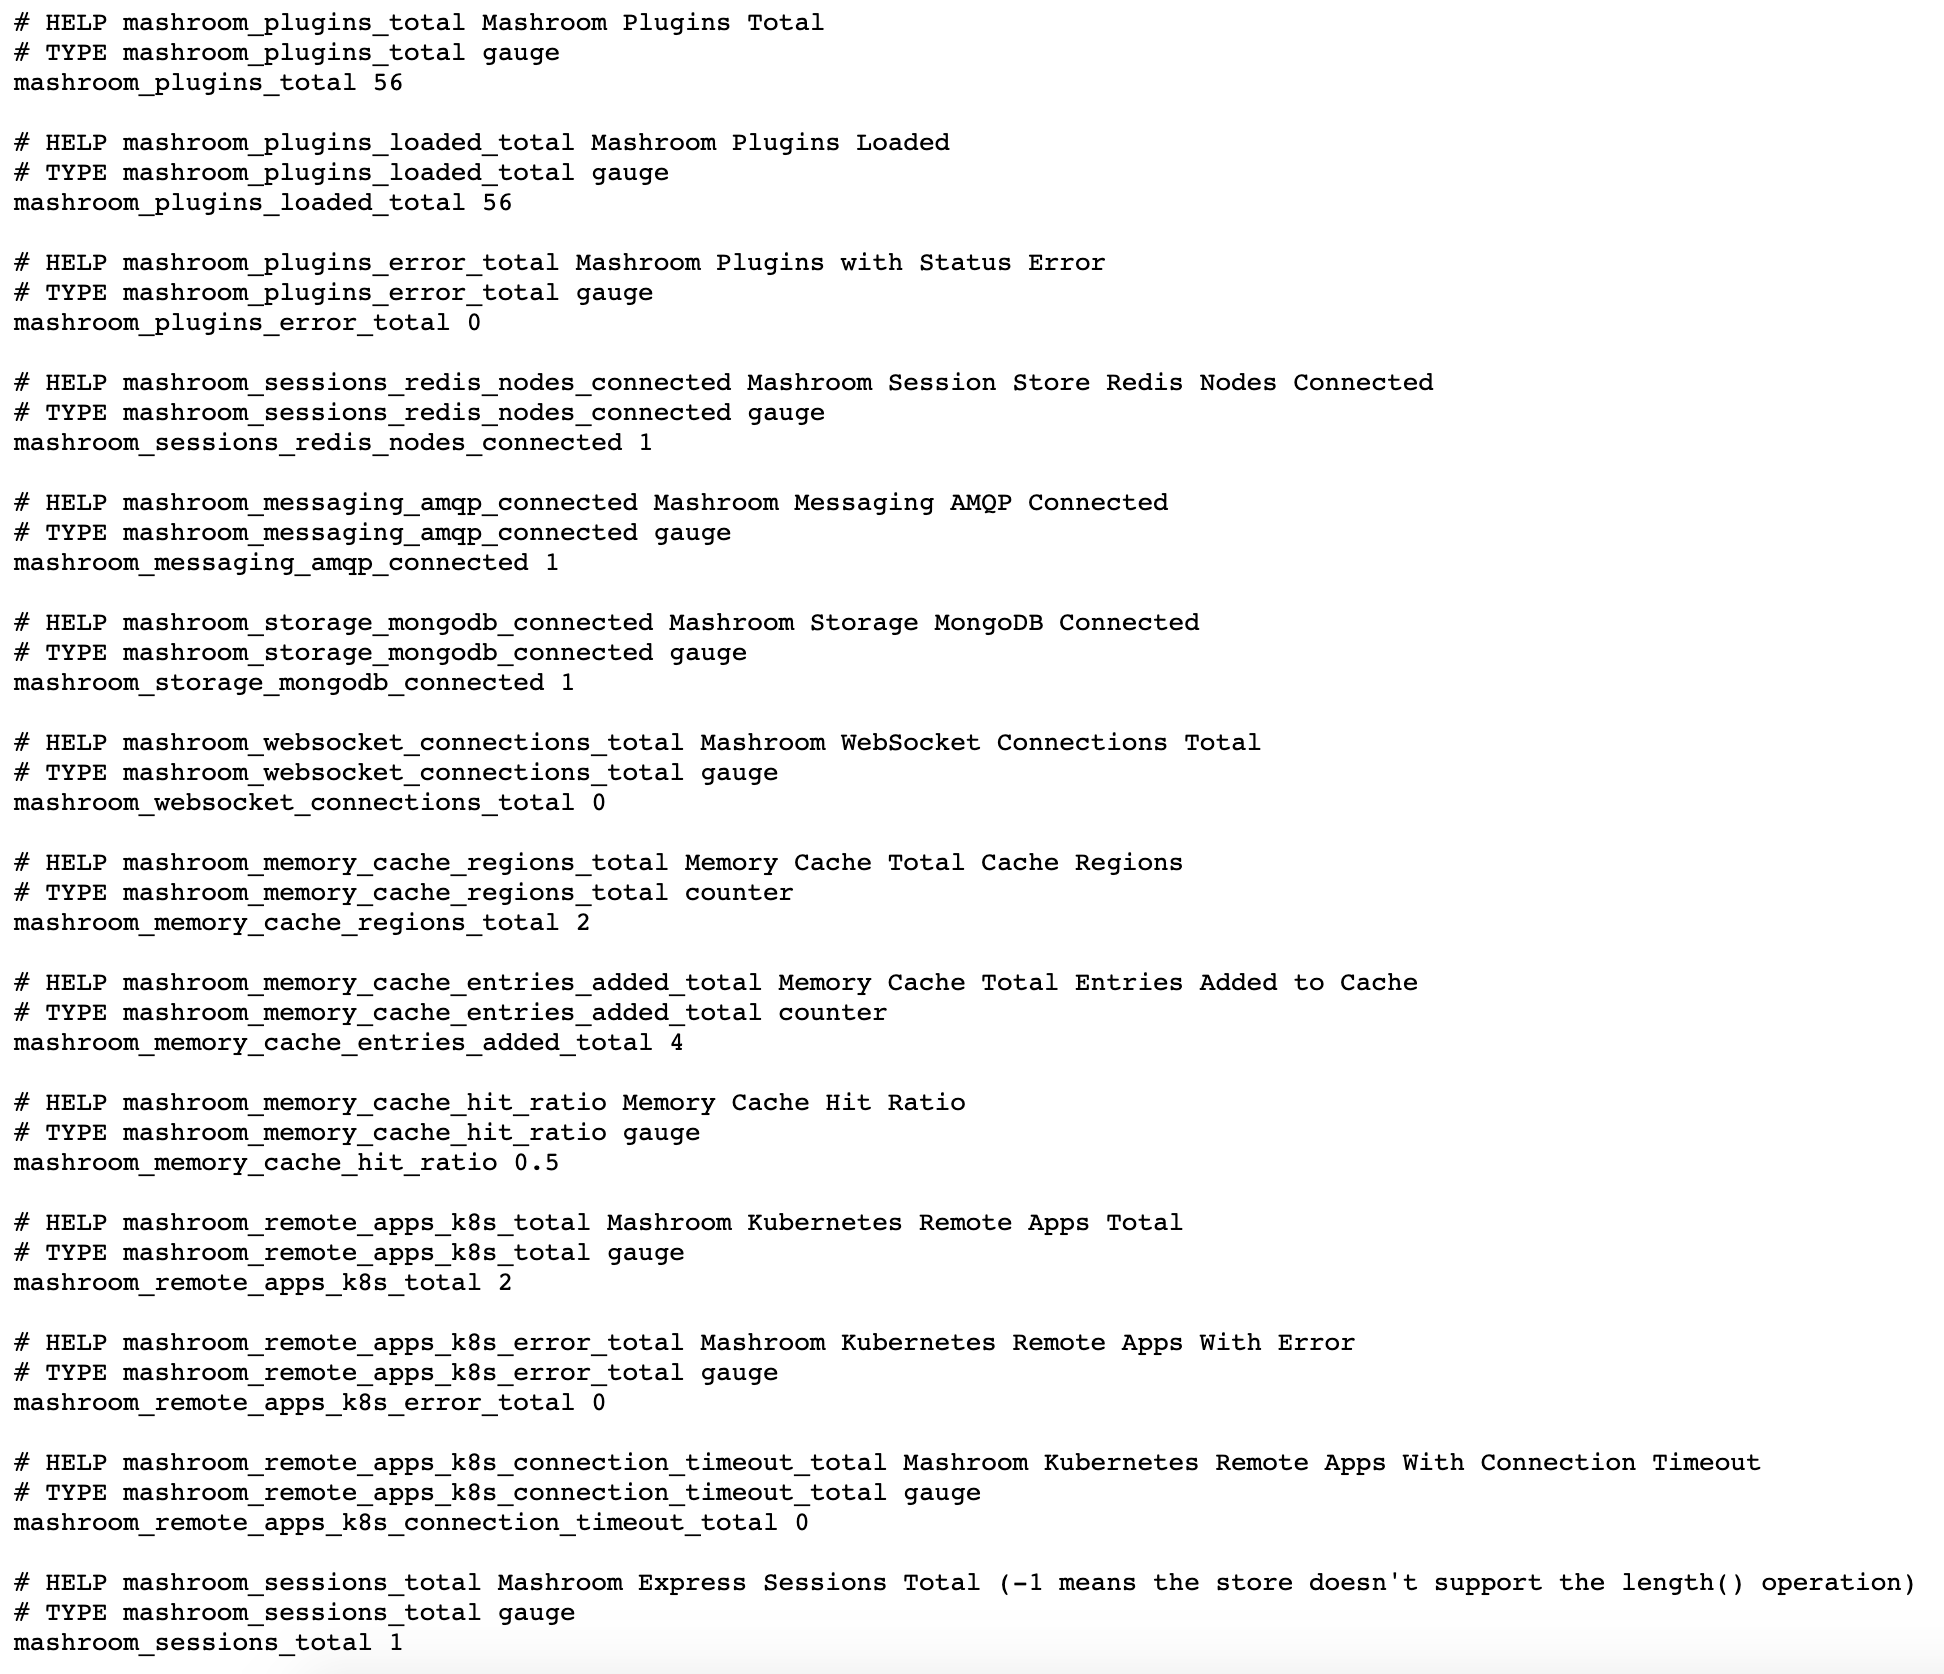 # HELP mashroom_plugins_total Mashroom Plugins Total
# TYPE mashroom_plugins_total gauge
mashroom_plugins_total 56
# HELP mashroom_plugins_loaded_total Mashroom Plugins Loaded
# TYPE mashroom_plugins_loaded_total gauge
mashroom_plugins_loaded_total 56
# HELP mashroom_plugins_error_total Mashroom Plugins with Status Error
# TYPE mashroom_plugins_error_total gauge
mashroom_plugins_error_total 0
# HELP mashroom_sessions_redis_nodes_connected Mashroom Session Store Redis Nodes Connected
# TYPE mashroom_sessions_redis_nodes_connected gauge
mashroom_sessions_redis_nodes_connected 1
# HELP mashroom_messaging_amqp_connected Mashroom Messaging AMQP Connected
# TYPE mashroom_messaging_amqp_connected gauge
mashroom_messaging_amqp_connected 1
# HELP mashroom_storage_mongodb_connected Mashroom Storage MongoDB Connected
# TYPE mashroom_storage_mongodb_connected gauge
mashroom_storage_mongodb_connected 1
# HELP mashroom_websocket_connections_total Mashroom WebSocket Connections Total
# TYPE mashroom_websocket_connections_total gauge
mashroom_websocket_connections_total 0
# HELP mashroom_memory_cache_regions_total Memory Cache Total Cache Regions
# TYPE mashroom_memory_cache_regions_total counter
mashroom_memory_cache_regions_total 2
# HELP mashroom_memory_cache_entries_added_total Memory Cache Total Entries Added to Cache
# TYPE mashroom_memory_cache_entries_added_total counter
mashroom_memory_cache_entries_added_total 4
# HELP mashroom_memory_cache_hit_ratio Memory Cache Hit Ratio
# TYPE mashroom_memory_cache_hit_ratio gauge
mashroom_memory_cache_hit_ratio 0.5
# HELP mashroom_remote_apps_k8s_total Mashroom Kubernetes Remote Apps Total
# TYPE mashroom_remote_apps_k8s_total gauge
mashroom_remote_apps_k8s_total 2
# HELP mashroom_remote_apps_k8s_error_total Mashroom Kubernetes Remote Apps With Error
# TYPE mashroom_remote_apps_k8s_error_total gauge
mashroom_remote_apps_k8s_error_total 0
# HELP mashroom_remote_apps_k8s_connection_timeout_total Mashroom Kubernetes Remote Apps With Connection Timeout
# TYPE mashroom_remote_apps_k8s_connection_timeout_total gauge
mashroom_remote_apps_k8s_connection_timeout_total 0
# HELP mashroom_sessions_total Mashroom Express Sessions Total (-1 means the store doesn't support the length() operation)
# TYPE mashroom_sessions_total gauge
mashroom_sessions_total 1